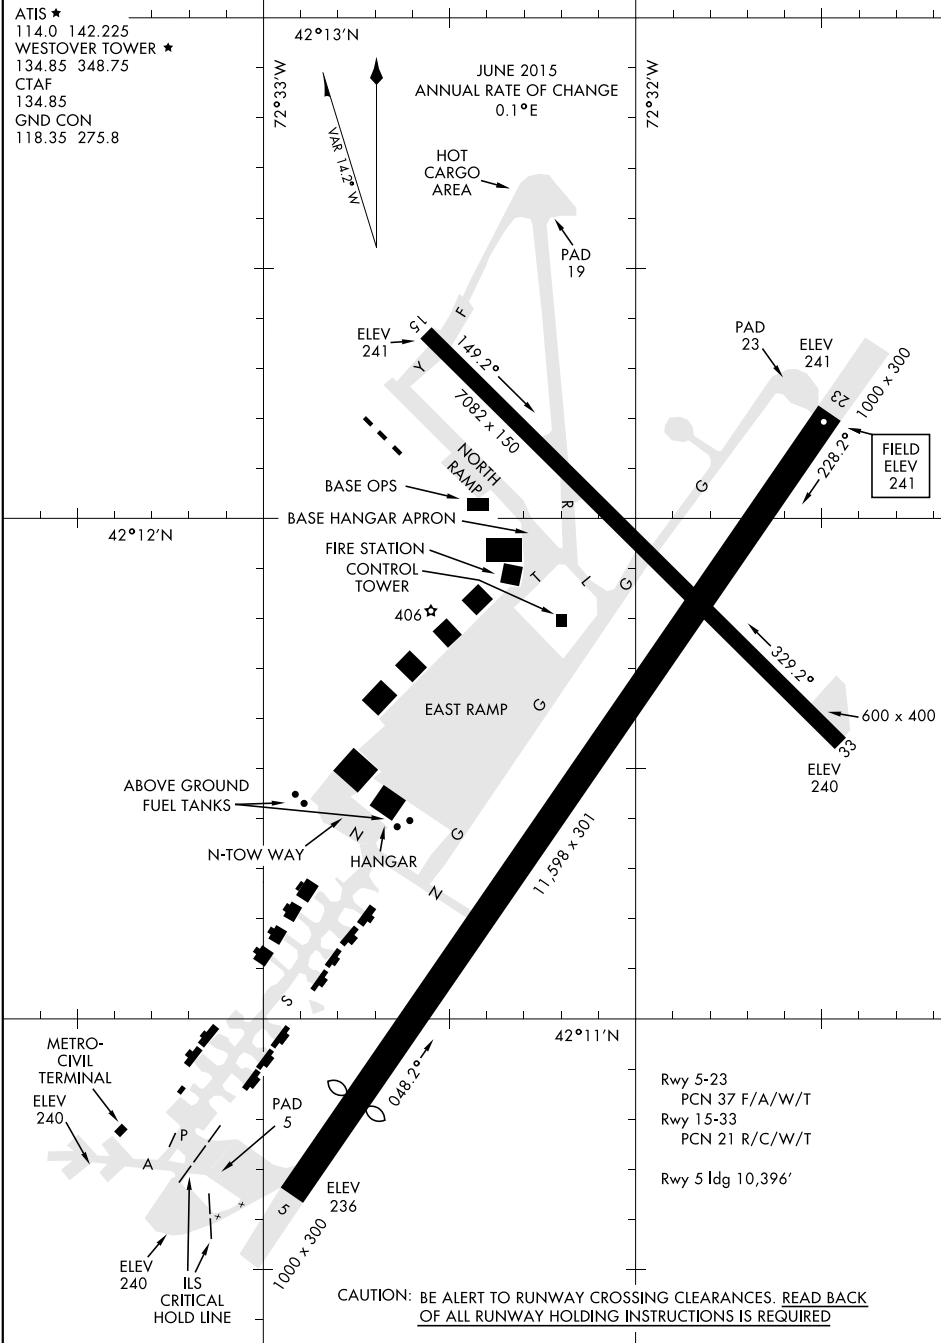 ATIS ★
114.0 142.225
WESTOVER TOWER ★
134.85 348.75
CTAF
134.85
GND CON
118.35 275.8
42°13'N
72°33'W
72°32'W
JUNE 2015
ANNUAL RATE OF CHANGE
0.1°E
VAR 14.2° W
HOT
CARGO
AREA
PAD
19
F
15
ELEV
241
149.2°
Y
7082 x 150
PAD
23
ELEV
241
23
1000 x 300
228.2°
FIELD
ELEV
241
NORTH
RAMP
BASE OPS
R
G
BASE HANGAR APRON
42°12'N
FIRE STATION
CONTROL
TOWER
T
L
G
406
329.2°
EAST RAMP
G
600 x 400
33
ELEV
240
ABOVE GROUND
FUEL TANKS
N-TOW WAY
N
HANGAR
G
N
11,598 x 301
S
42°11'N
048.2°
METRO-
CIVIL
TERMINAL
ELEV
240
PAD
5
P
A
Rwy 5-23
PCN 37 F/A/W/T
Rwy 15-33
PCN 21 R/C/W/T
Rwy 5 ldg 10,396'
ELEV
236
5
x
x
1000 x 300
ELEV
240
ILS
CRITICAL
HOLD LINE
CAUTION: BE ALERT TO RUNWAY CROSSING CLEARANCES. READ BACK
OF ALL RUNWAY HOLDING INSTRUCTIONS IS REQUIRED